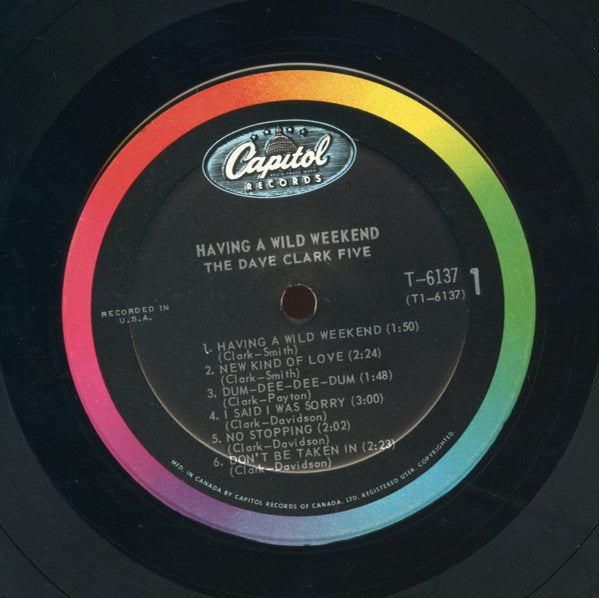 Capitol
RECORDS
HAVING A WILD WEEKEND
THE DAVE CLARK FIVE
T-6137 1
(T1-6137)
RECORDED IN
U.S.A.
1. HAVING A WILD WEEKEND (1:50)
(Clark-Smith)
2. NEW KIND OF LOVE (2:24)
(Clark-Smith)
3. DUM-DEE-DEE-DUM (1:48)
(Clark-Payton)
4. I SAID I WAS SORRY (3:00)
(Clark-Davidson)
5. NO STOPPING (2:02)
(Clark-Davidson)
6. DON'T BE TAKEN IN (2:23)
(Clark-Davidson)
MFD. IN CANADA BY CAPITOL RECORDS OF CANADA, LTD. REGISTERED USER. COPYRIGHTED.